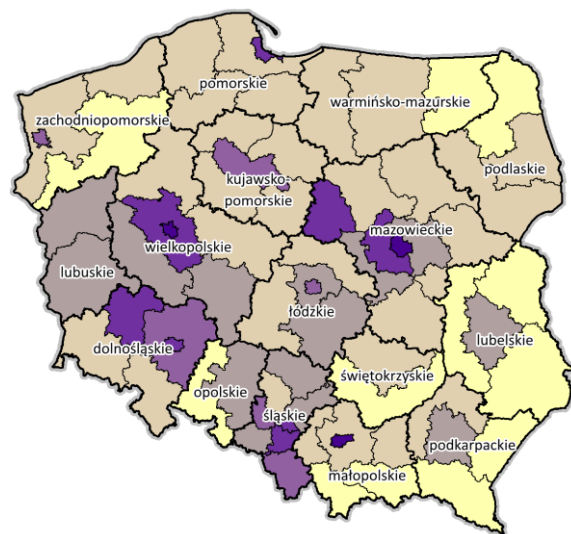 pomorskie
warmińsko-mazurskie
zachodniopomorskie
podlaskie
kujawsko-
pomorskie
mazowieckie
wielkopolskie
lubuskie
łódzkie
lubelskie
dolnośląskie
świętokrzyskie
opolskie
śląskie
podkarpackie
małopolskie